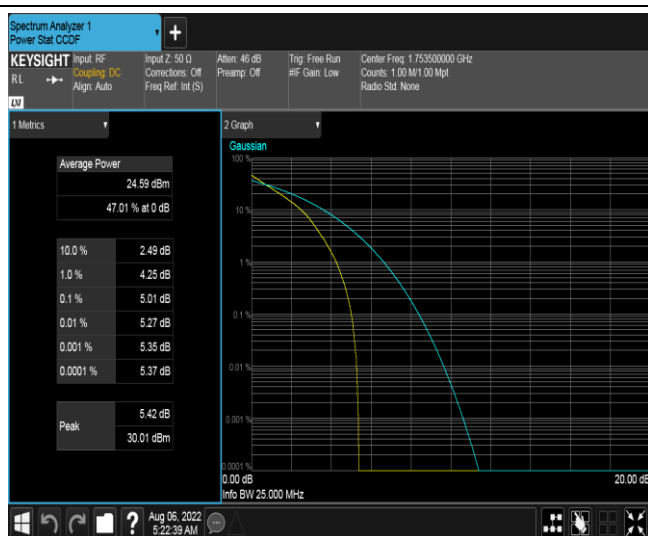 Spectrum Analyzer 1
Power Stat CCDF
+
KEYSIGHT
RL
LXI
Input: RF
Coupling: DC
Align: Auto
Input Z: 50 Ω
Corrections: Off
Freq Ref: Int (S)
Atten: 46 dB
Preamp: Off
Trig: Free Run
#IF Gain: Low
Center Freq: 1.753500000 GHz
Counts: 1.00 M/1.00 Mpt
Radio Std: None
1 Metrics
Average Power
24.59 dBm
47.01 % at 0 dB
10.0 % 2.49 dB
1.0 % 4.25 dB
0.1 % 5.01 dB
0.01 % 5.27 dB
0.001 % 5.35 dB
0.0001 % 5.37 dB
Peak
5.42 dB
30.01 dBm
2 Graph
Gaussian
100 %
10 %
1 %
0.1 %
0.01 %
0.001 %
0.0001 %
0.00 dB
20.00 dB
Info BW 25.000 MHz
?
Aug 06, 2022
5:22:39 AM